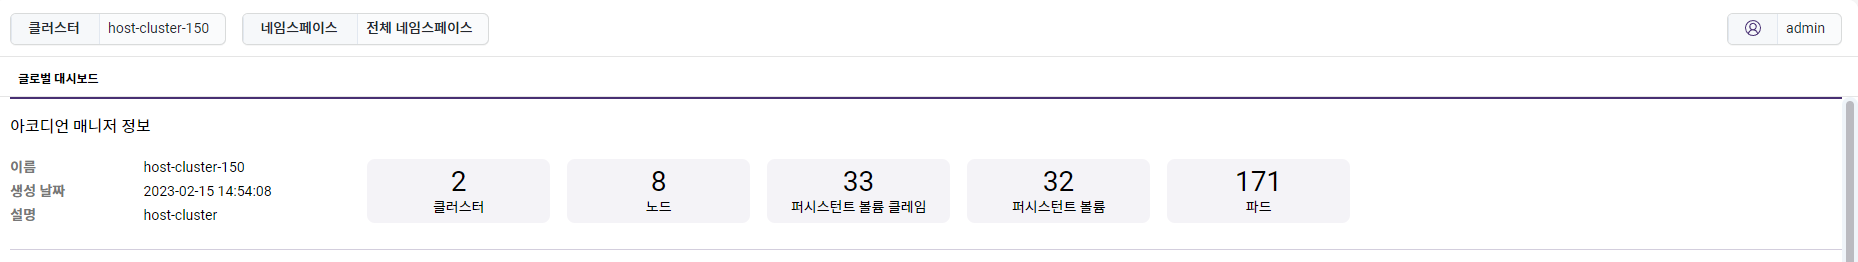 클러스터 host-cluster-150 네임스페이스 전체 네임스페이스 admin
글로벌 대시보드
아코디언 매니저 정보
이름 host-cluster-150
생성 날짜 2023-02-15 14:54:08
설명 host-cluster
2
클러스터
8
노드
33
퍼시스턴트 볼륨 클레임
32
퍼시스턴트 볼륨
171
파드